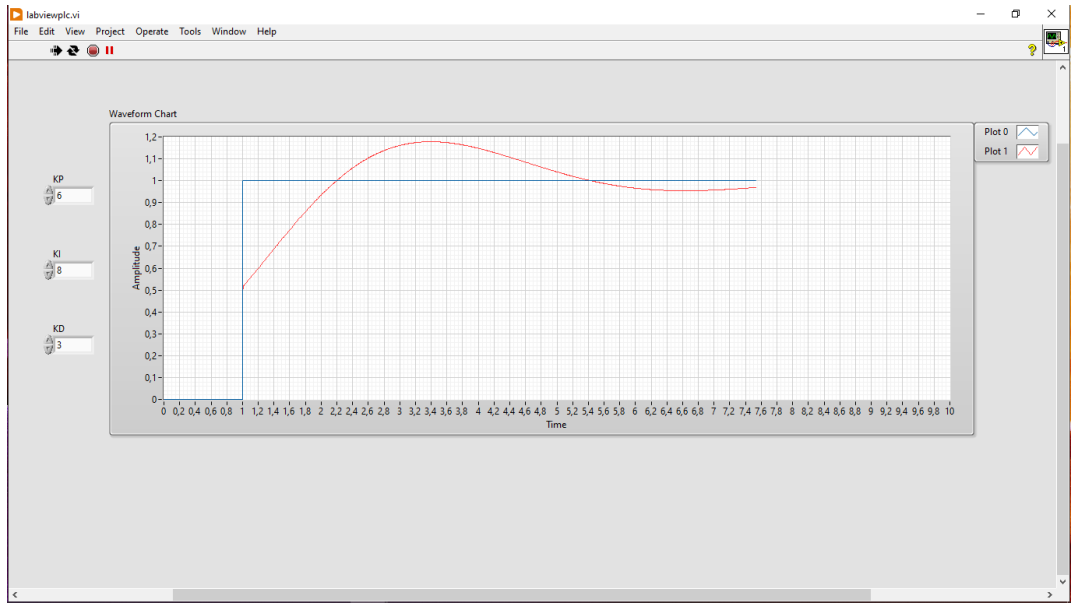 labviewplc.vi
File Edit View Project Operate Tools Window Help
1
Waveform Chart
Plot 0
Plot 1
KP
6
KI
8
KD
3
Amplitude
1,2
1,1
1
0,9
0,8
0,7
0,6
0,5
0,4
0,3
0,2
0,1
0
0 0,2 0,4 0,6 0,8 1 1,2 1,4 1,6 1,8 2 2,2 2,4 2,6 2,8 3 3,2 3,4 3,6 3,8 4 4,2 4,4 4,6 4,8 5 5,2 5,4 5,6 5,8 6 6,2 6,4 6,6 6,8 7 7,2 7,4 7,6 7,8 8 8,2 8,4 8,6 8,8 9 9,2 9,4 9,6 9,8 10
Time